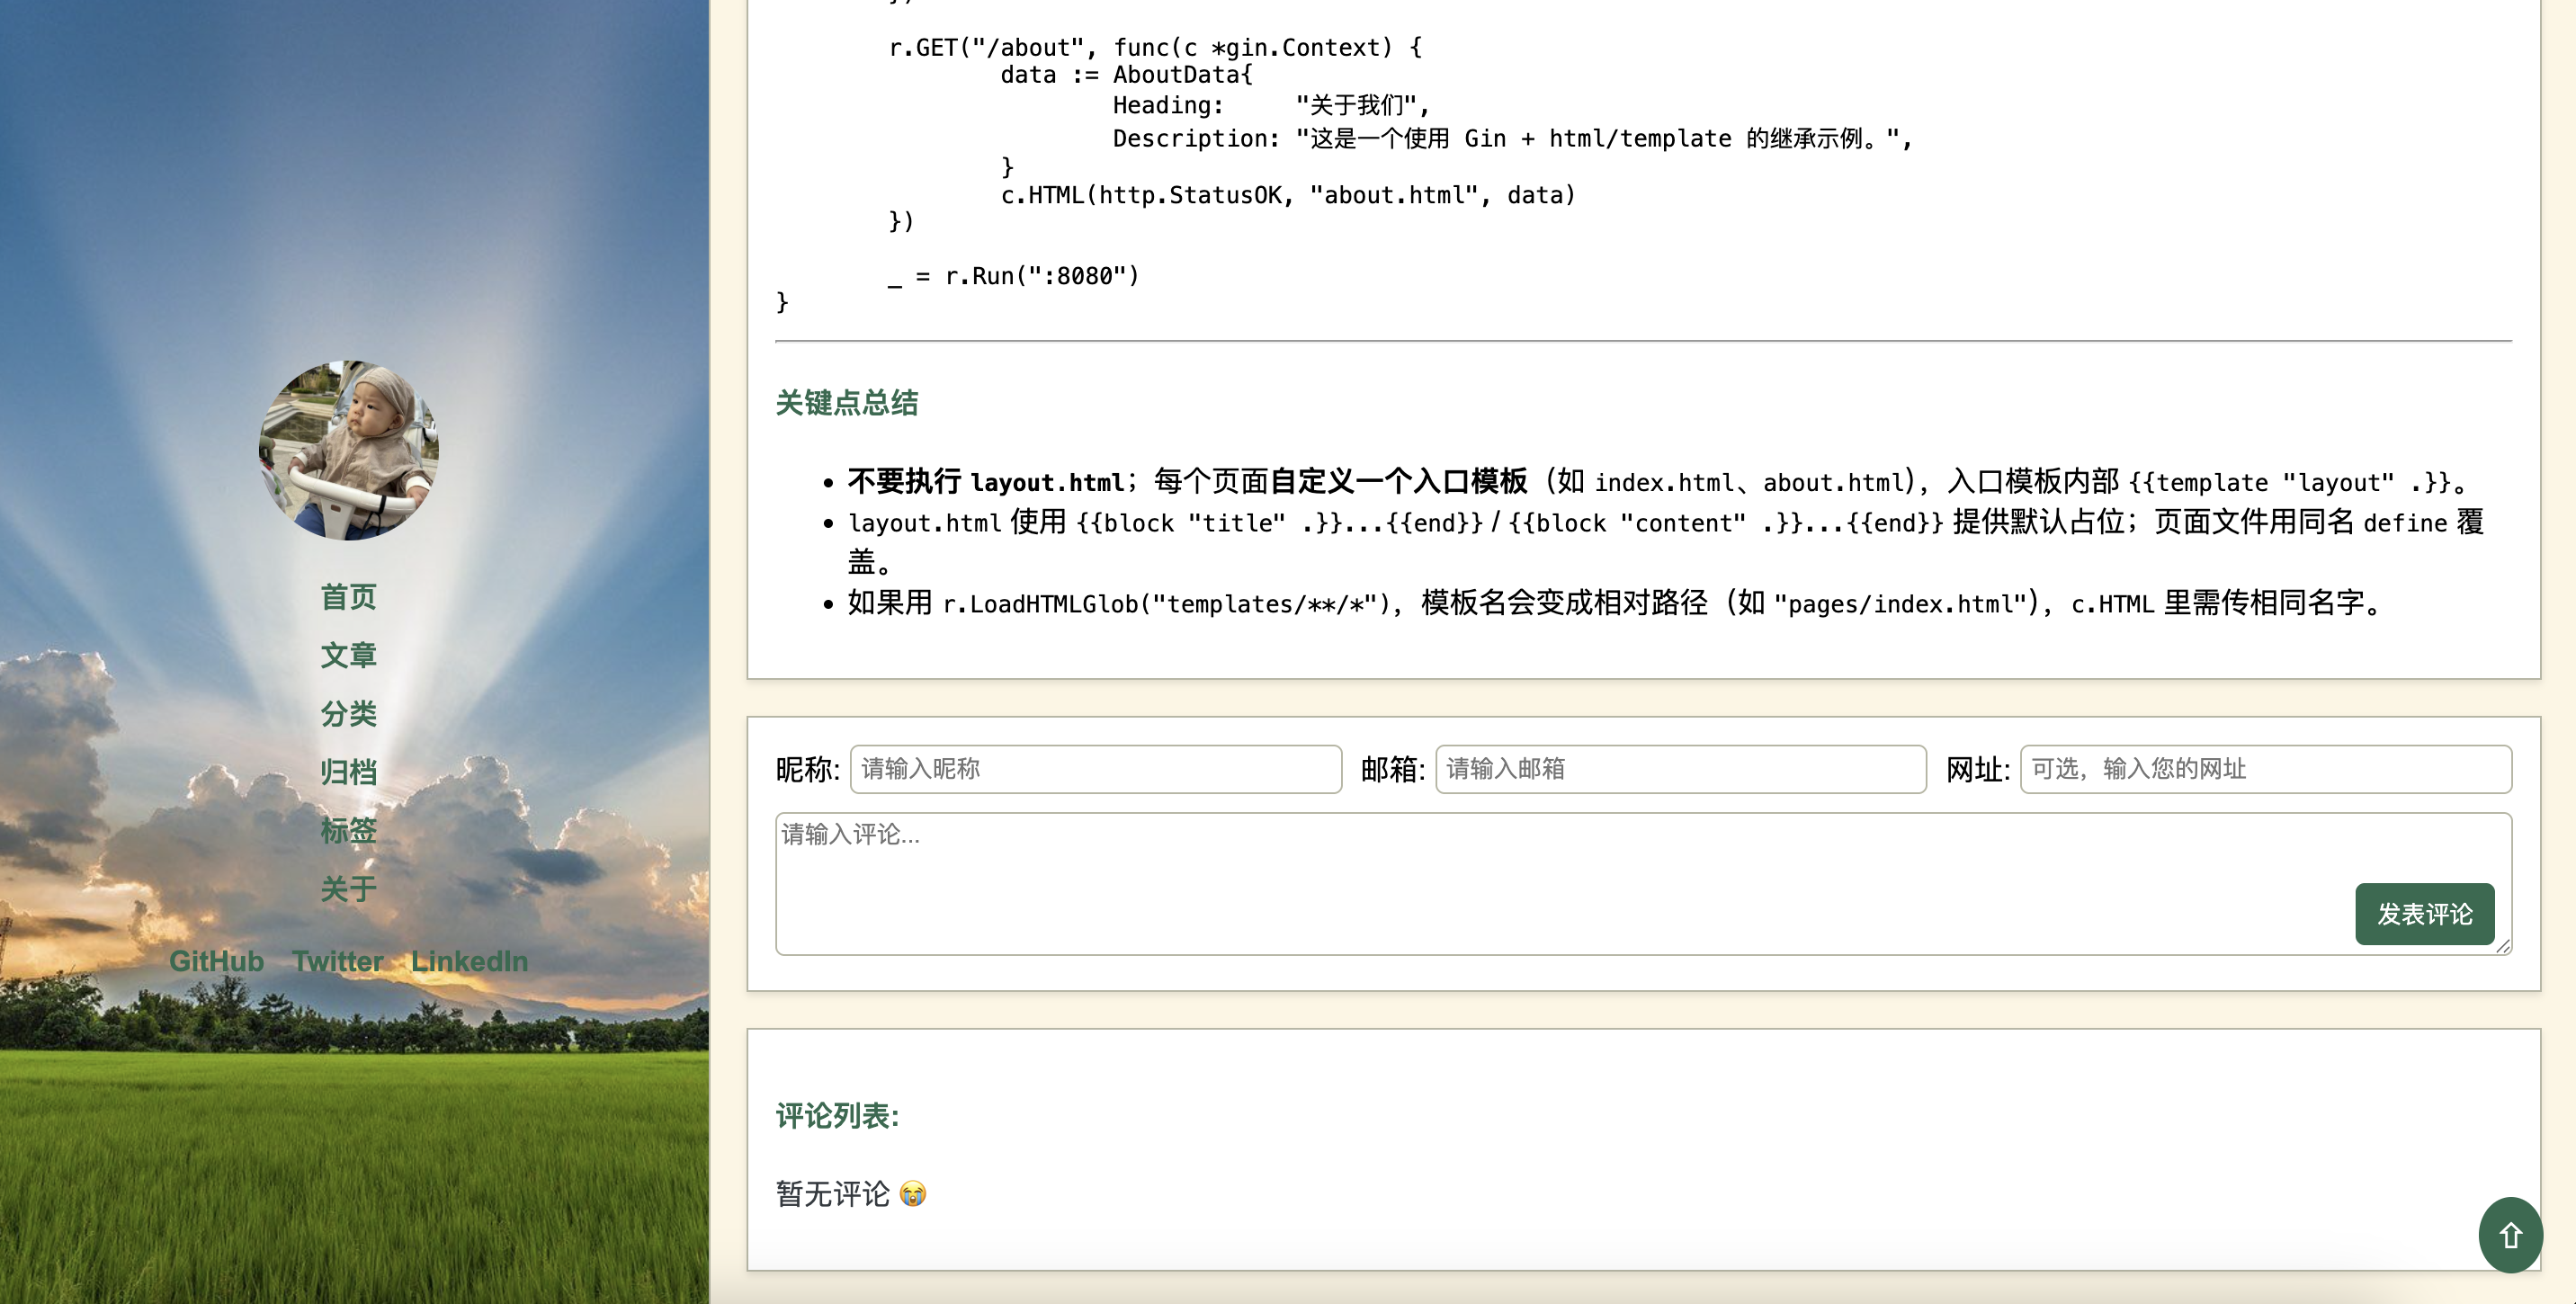 首页
文章
分类
归档
标签
关于
GitHub Twitter LinkedIn
r.GET("/about", func(c *gin.Context) {
data := AboutData{
Heading: "关于我们",
Description: "这是一个使用 Gin + html/template 的继承示例。",
}
c.HTML(http.StatusOK, "about.html", data)
})
_ = r.Run(":8080")
}
关键点总结
• 不要执行 layout.html；每个页面自定义一个入口模板（如 index.html、about.html），入口模板内部 {{template "layout" .}}。
• layout.html 使用 {{block "title" .}}...{{end}} / {{block "content" .}}...{{end}} 提供默认占位；页面文件用同名 define 覆
盖。
• 如果用 r.LoadHTMLGlob("templates/**/*")，模板名会变成相对路径（如 "pages/index.html"），c.HTML 里需传相同名字。
昵称: 请输入昵称 邮箱: 请输入邮箱 网址: 可选，输入您的网址
请输入评论...
发表评论
评论列表:
暂无评论 😭
⇧